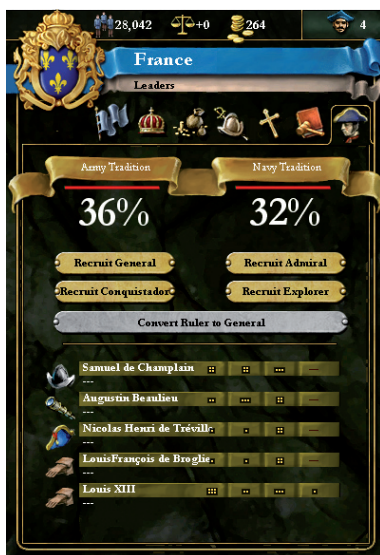 28,042 +0 264 4
France
Leaders
Army Tradition Navy Tradition
36% 32%
Recruit General Recruit Admiral
Recruit Conquistador Recruit Explorer
Convert Ruler to General
Samuel de Champlain
---
Augustin Beaulieu
---
Nicolas Henri de Tréville
---
LouisFrançois de Broglie
---
Louis XIII
---